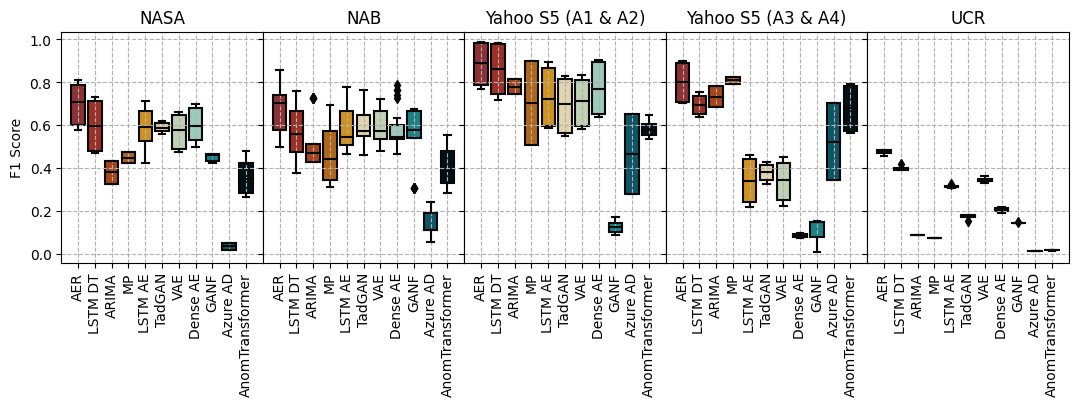 NASA
NAB
Yahoo S5 (A1 & A2)
Yahoo S5 (A3 & A4)
UCR
F1 Score
1.0
0.8
0.6
0.4
0.2
0.0
AER
LSTM DT
ARIMA
MP
LSTM AE
TadGAN
VAE
Dense AE
GANF
Azure AD
AnomTransformer
AER
LSTM DT
ARIMA
MP
LSTM AE
TadGAN
VAE
Dense AE
GANF
Azure AD
AnomTransformer
AER
LSTM DT
ARIMA
MP
LSTM AE
TadGAN
VAE
Dense AE
GANF
Azure AD
AnomTransformer
AER
LSTM DT
ARIMA
MP
LSTM AE
TadGAN
VAE
Dense AE
GANF
Azure AD
AnomTransformer
AER
LSTM DT
ARIMA
MP
LSTM AE
TadGAN
VAE
Dense AE
GANF
Azure AD
AnomTransformer